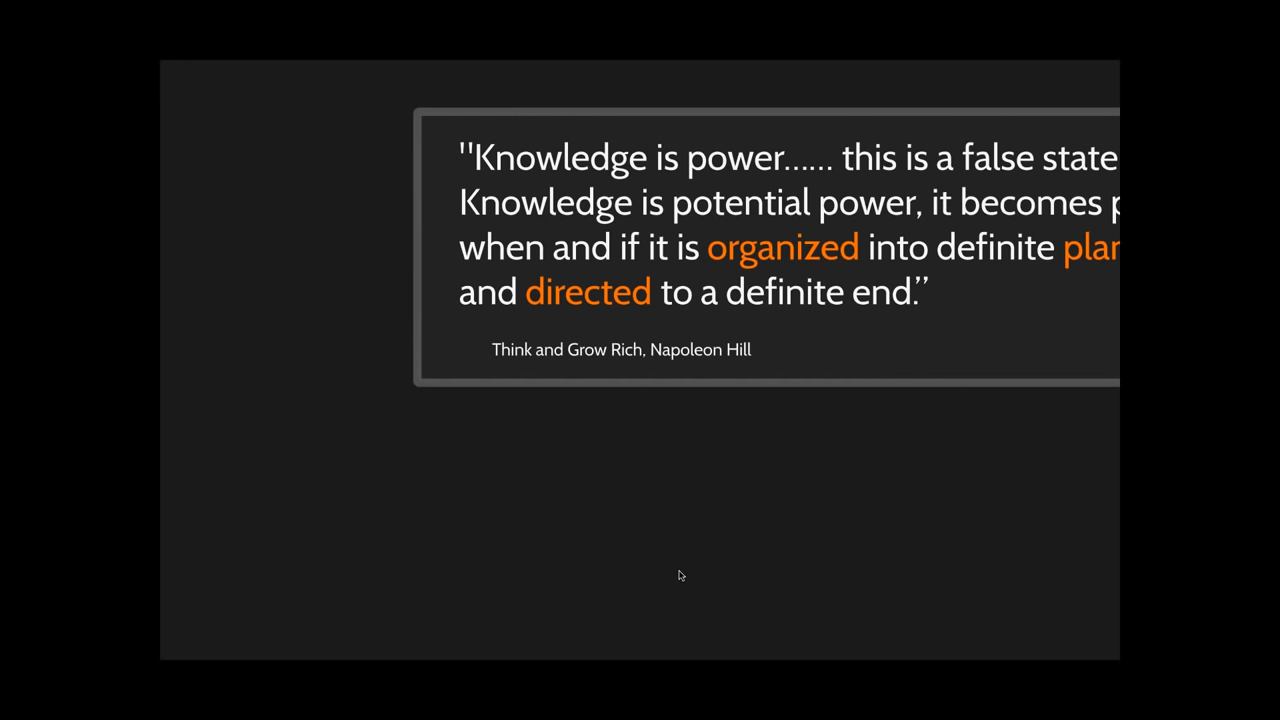 "Knowledge is power...... this is a false state
Knowledge is potential power, it becomes
when and if it is organized into definite
and directed to a definite end.”
Think and Grow Rich, Napoleon Hill